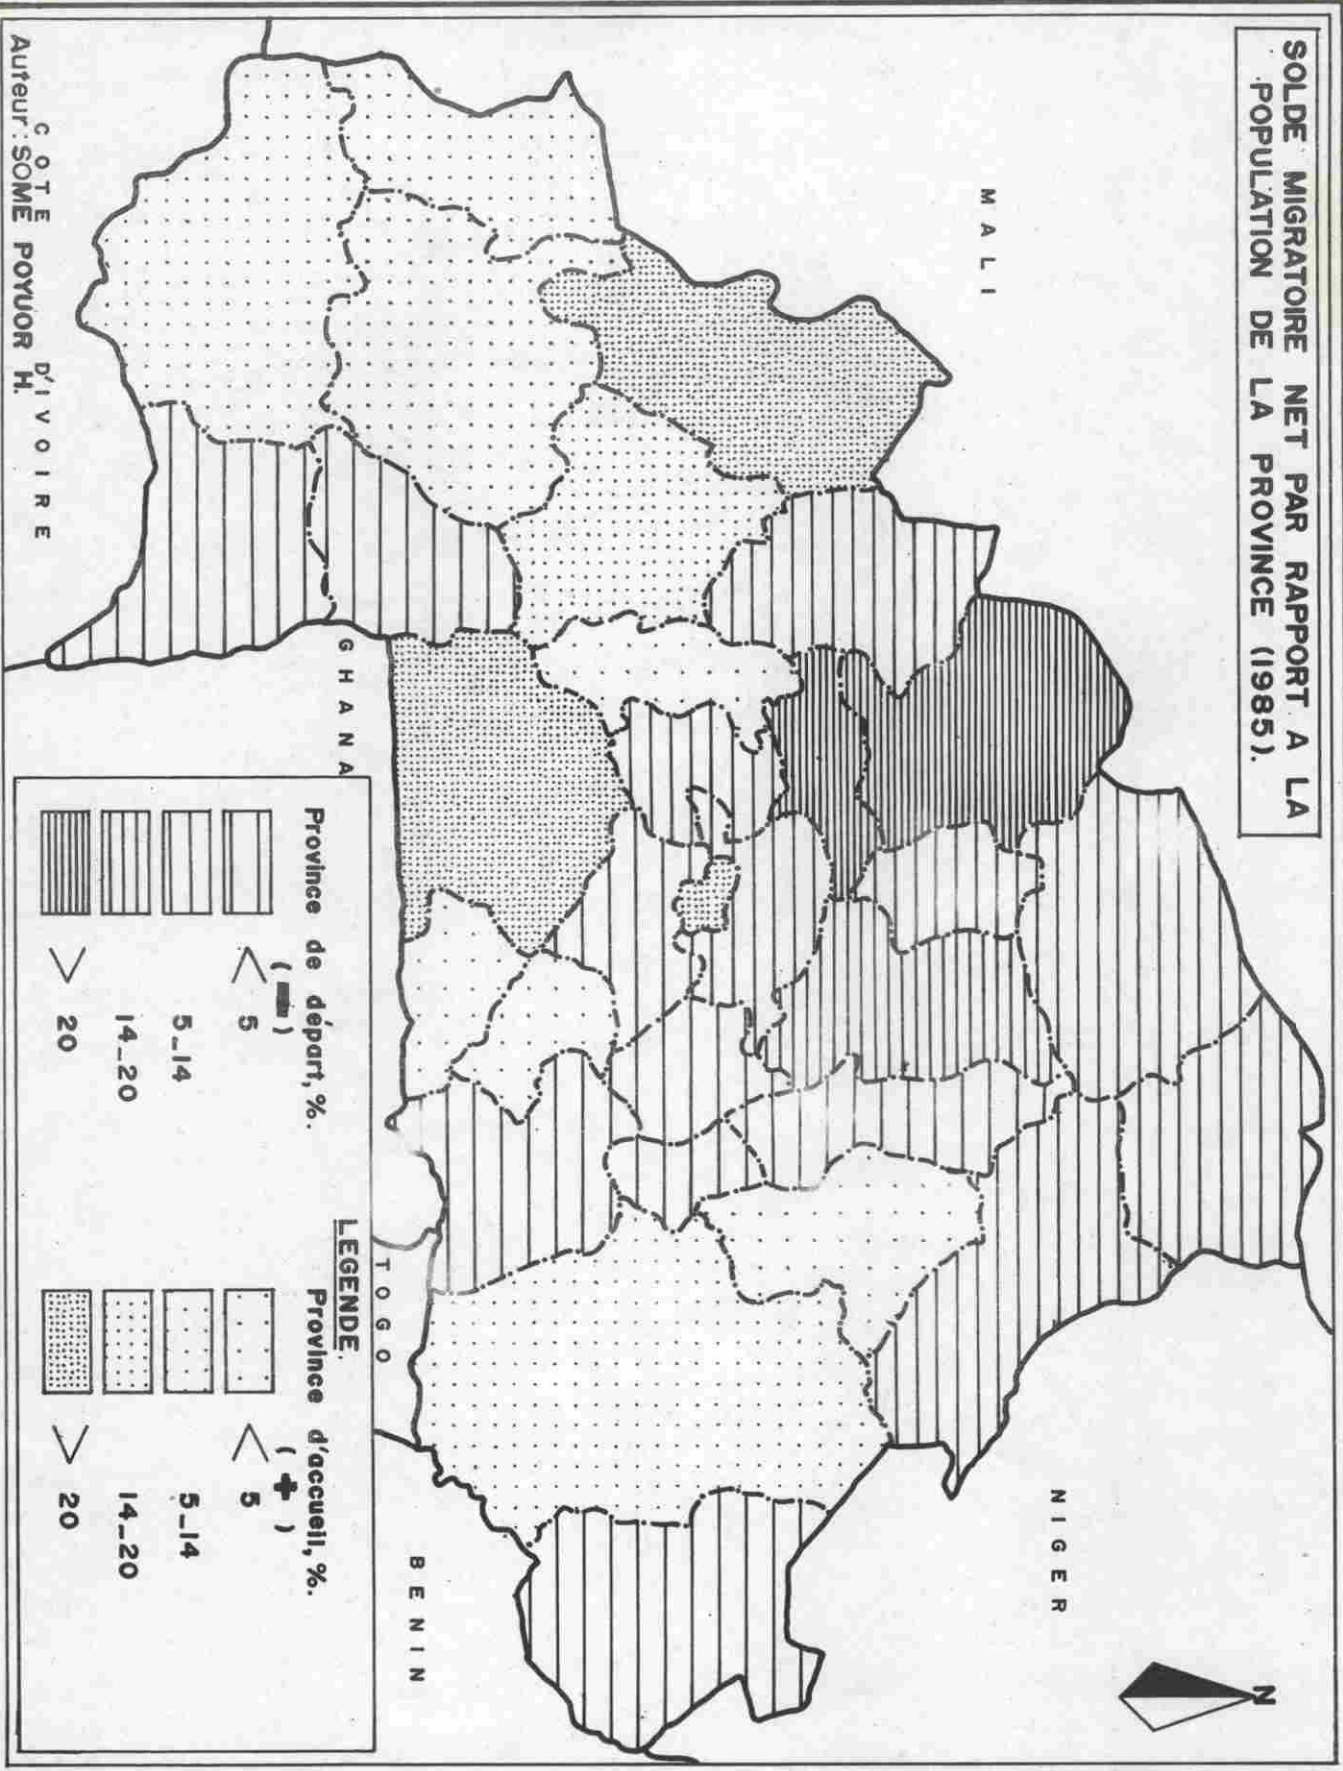 SOLDE MIGRATOIRE NET PAR RAPPORT A LA
POPULATION DE LA PROVINCE (1985).
N
MALI
NIGER
COTE D'IVOIRE
GHANA
TOGO
BENIN
LEGENDE.
Province de départ, %.
(-)
< 5
5_14
14_20
> 20
Province d'accueil, %.
(+)
< 5
5_14
14_20
> 20
Auteur: SOME POYUOR H.